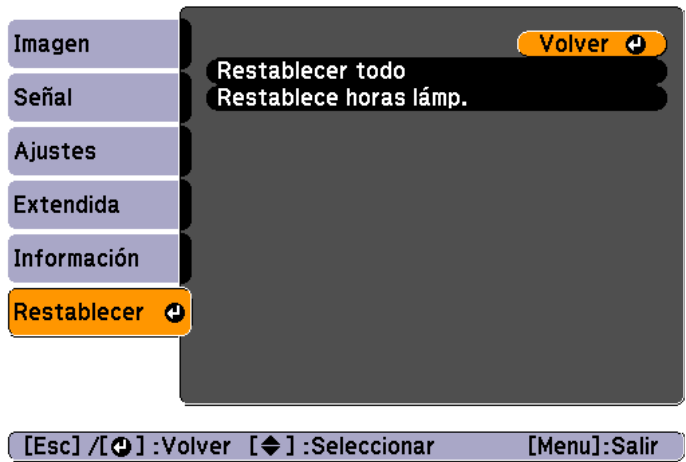 Imagen
Señal
Ajustes
Extendida
Información
Restablecer
Volver
Restablecer todo
Restablece horas lámp.
[Esc] /[ ] :Volver [ ] :Seleccionar [Menu]:Salir